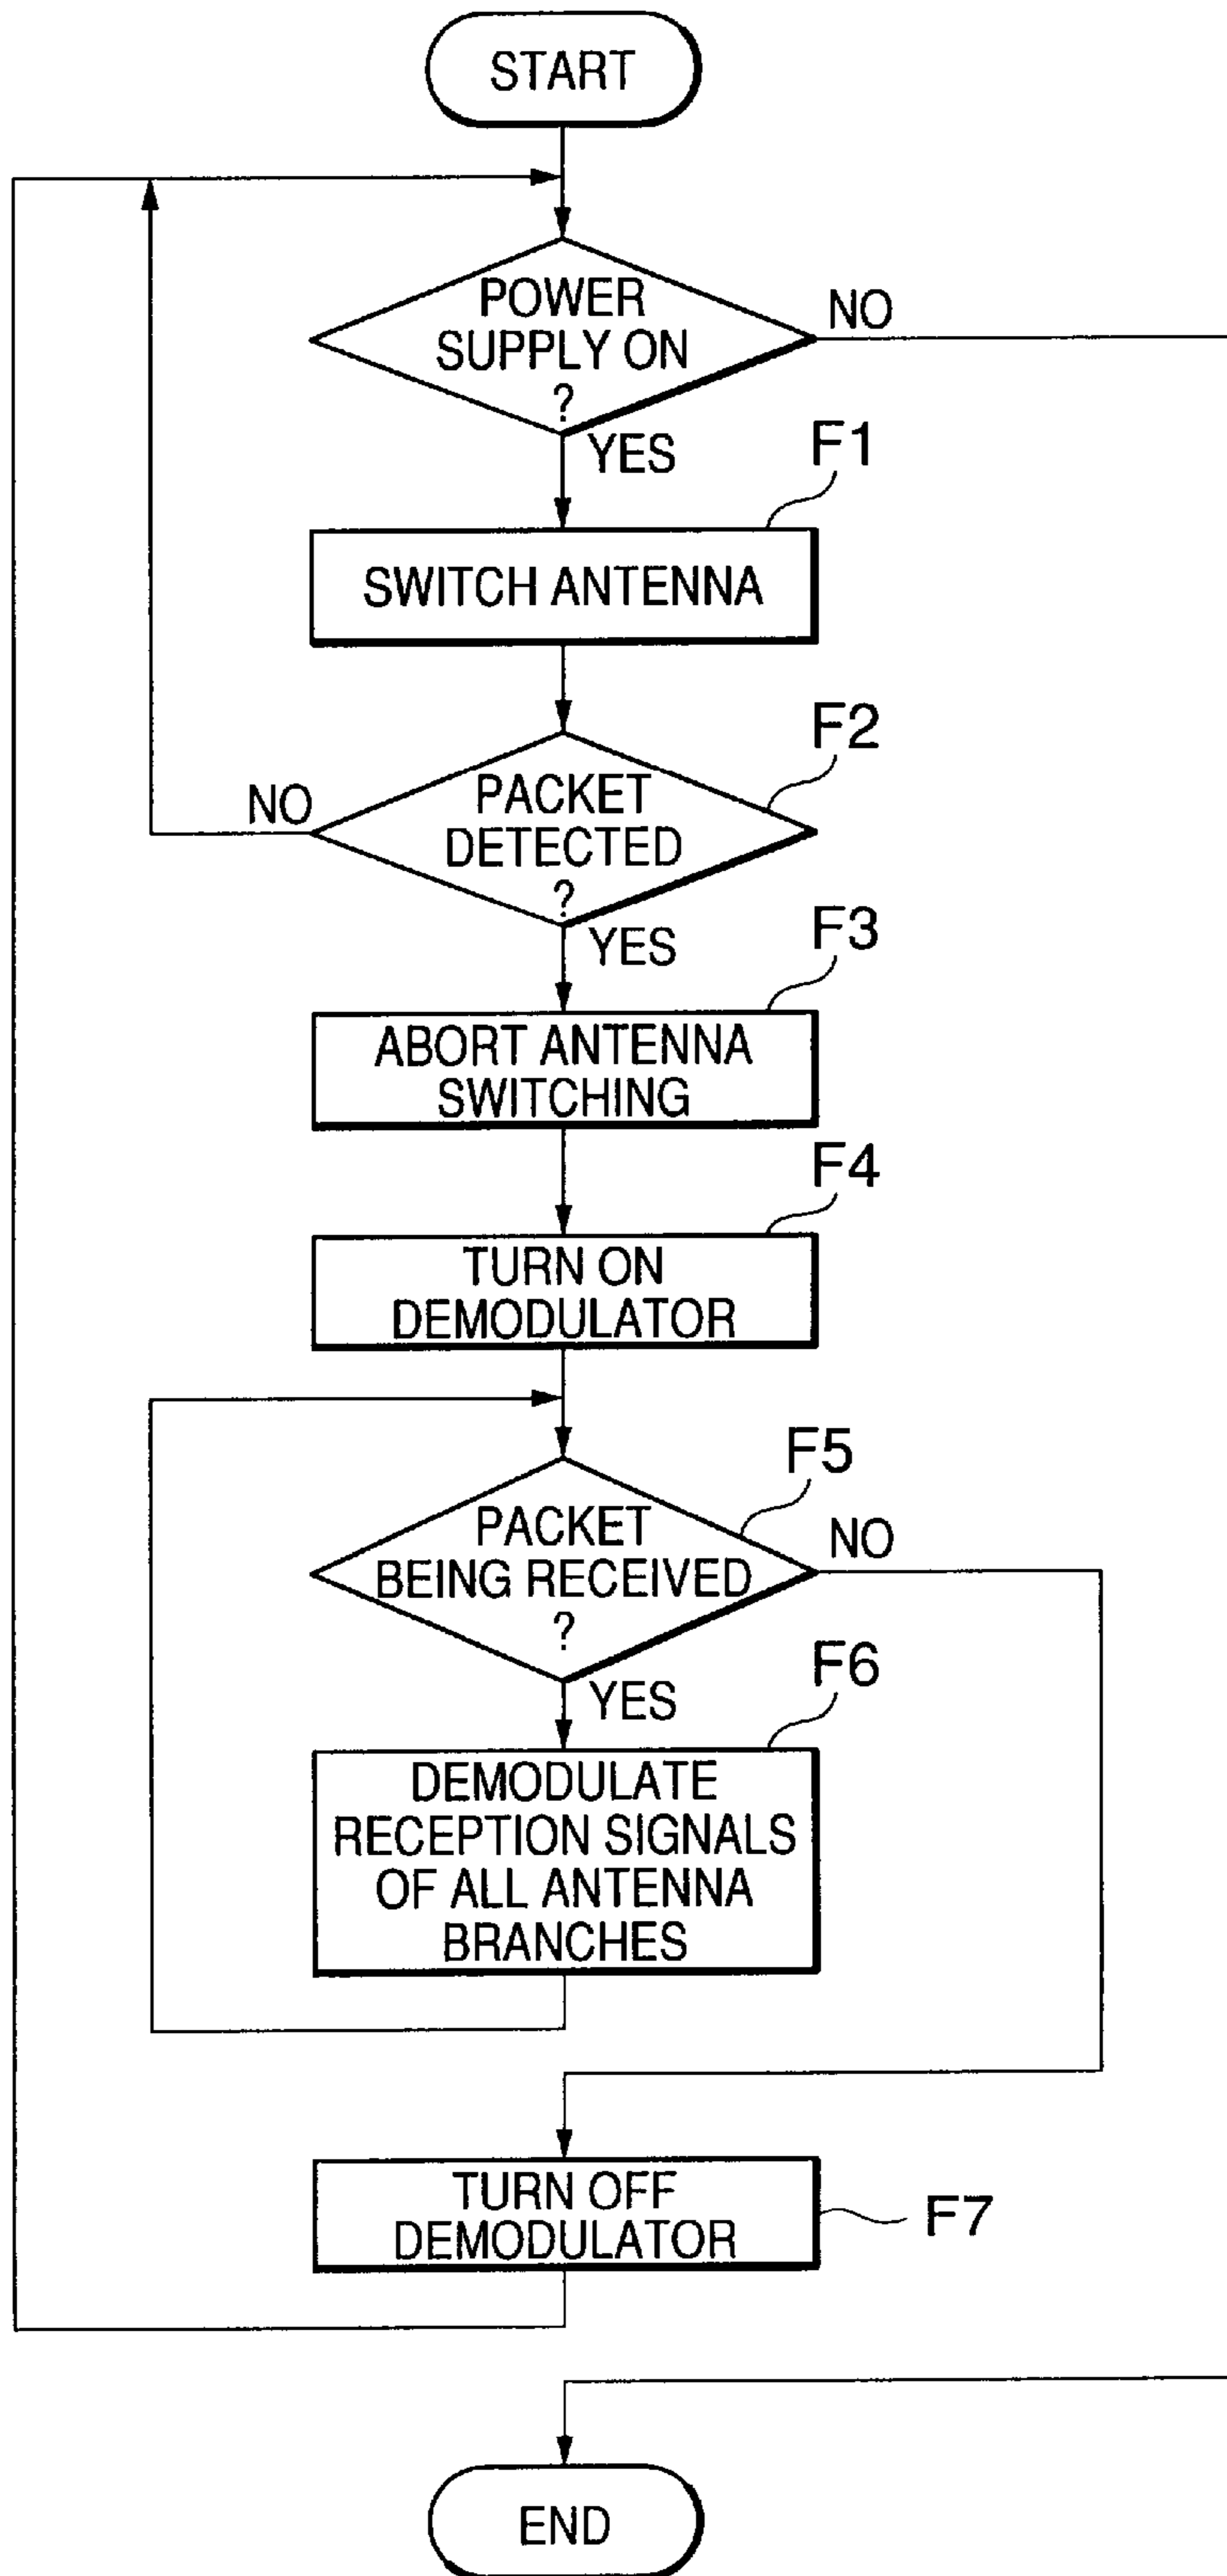 START
POWER
SUPPLY ON
?
NO
YES
F1
SWITCH ANTENNA
F2
PACKET
DETECTED
?
NO
YES
F3
ABORT ANTENNA
SWITCHING
F4
TURN ON
DEMODULATOR
F5
PACKET
BEING RECEIVED
?
NO
YES
F6
DEMODULATE
RECEPTION SIGNALS
OF ALL ANTENNA
BRANCHES
TURN OFF
DEMODULATOR
F7
END